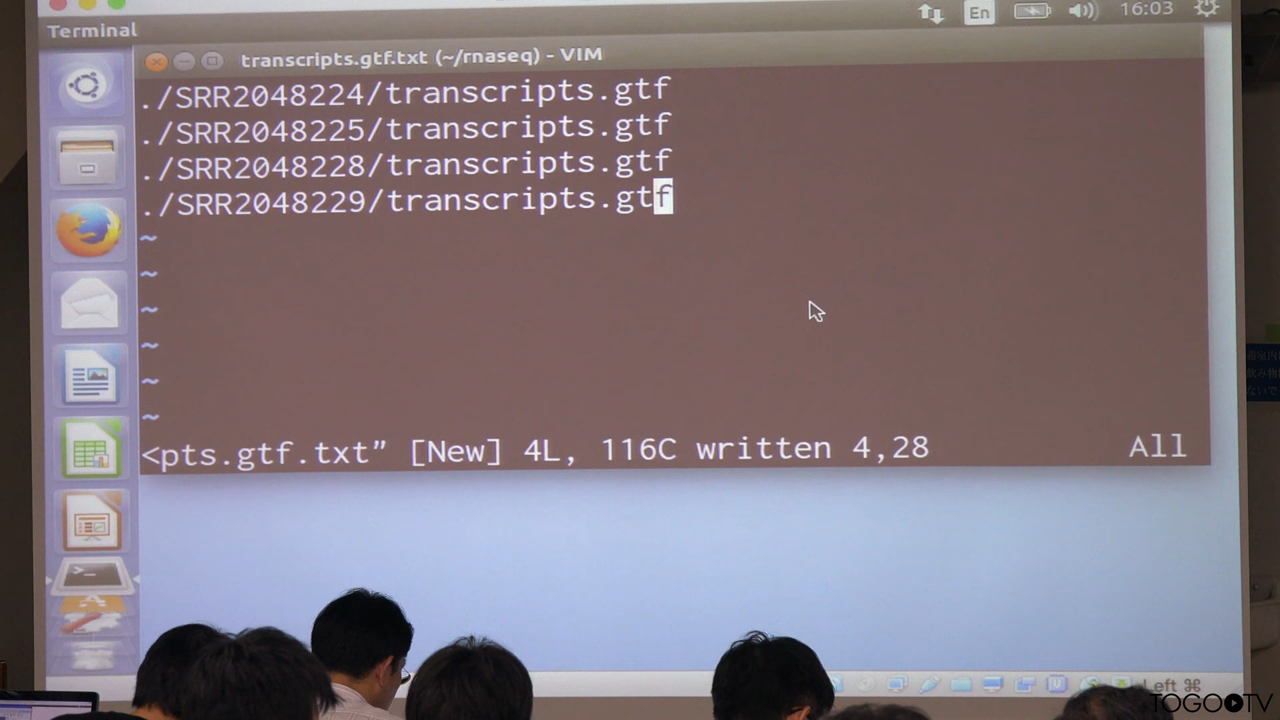 En
16:03
Terminal
transcripts.gtf.txt (~/rnaseq) - VIM
./SRR2048224/transcripts.gtf
./SRR2048225/transcripts.gtf
./SRR2048228/transcripts.gtf
./SRR2048229/transcripts.gtf
~
~
~
~
~
~
<pts.gtf.txt" [New] 4L, 116C written 4,28 All
Left ⌘
TOGOTV